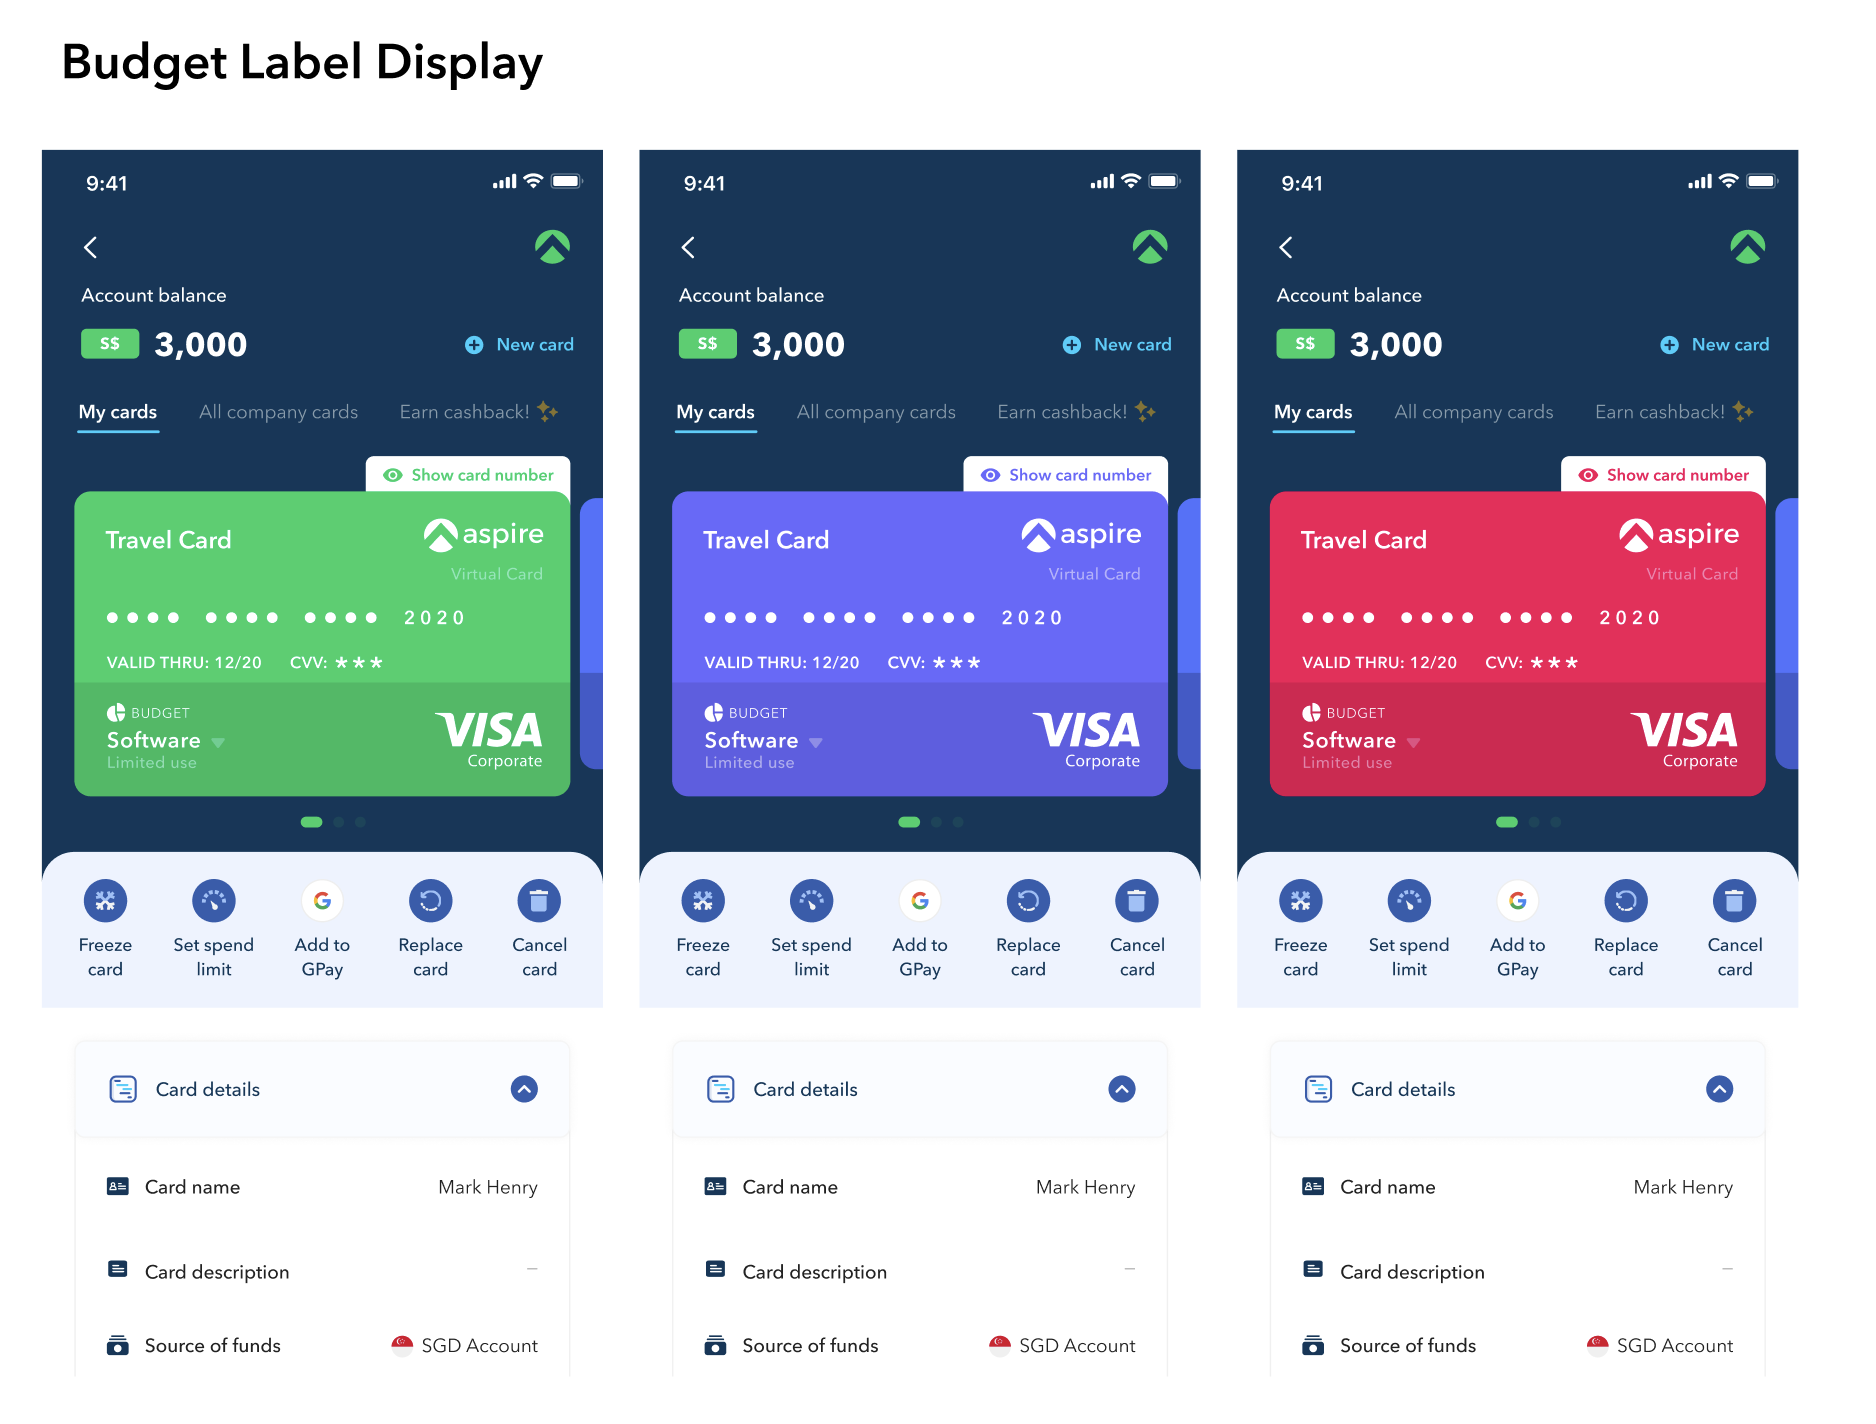 Budget Label Display
9:41
Account balance
S$ 3,000
New card
My cards
All company cards
Earn cashback!
Show card number
Travel Card
aspire
Virtual Card
2020
VALID THRU: 12/20
CVV: ***
BUDGET
Software
Limited use
VISA
Corporate
Freeze
card
Set spend
limit
Add to
GPay
Replace
card
Cancel
card
Card details
Card name
Mark Henry
Card description
–
Source of funds
SGD Account
9:41
Account balance
S$ 3,000
New card
My cards
All company cards
Earn cashback!
Show card number
Travel Card
aspire
Virtual Card
2020
VALID THRU: 12/20
CVV: ***
BUDGET
Software
Limited use
VISA
Corporate
Freeze
card
Set spend
limit
Add to
GPay
Replace
card
Cancel
card
Card details
Card name
Mark Henry
Card description
–
Source of funds
SGD Account
9:41
Account balance
S$ 3,000
New card
My cards
All company cards
Earn cashback!
Show card number
Travel Card
aspire
Virtual Card
2020
VALID THRU: 12/20
CVV: ***
BUDGET
Software
Limited use
VISA
Corporate
Freeze
card
Set spend
limit
Add to
GPay
Replace
card
Cancel
card
Card details
Card name
Mark Henry
Card description
–
Source of funds
SGD Account